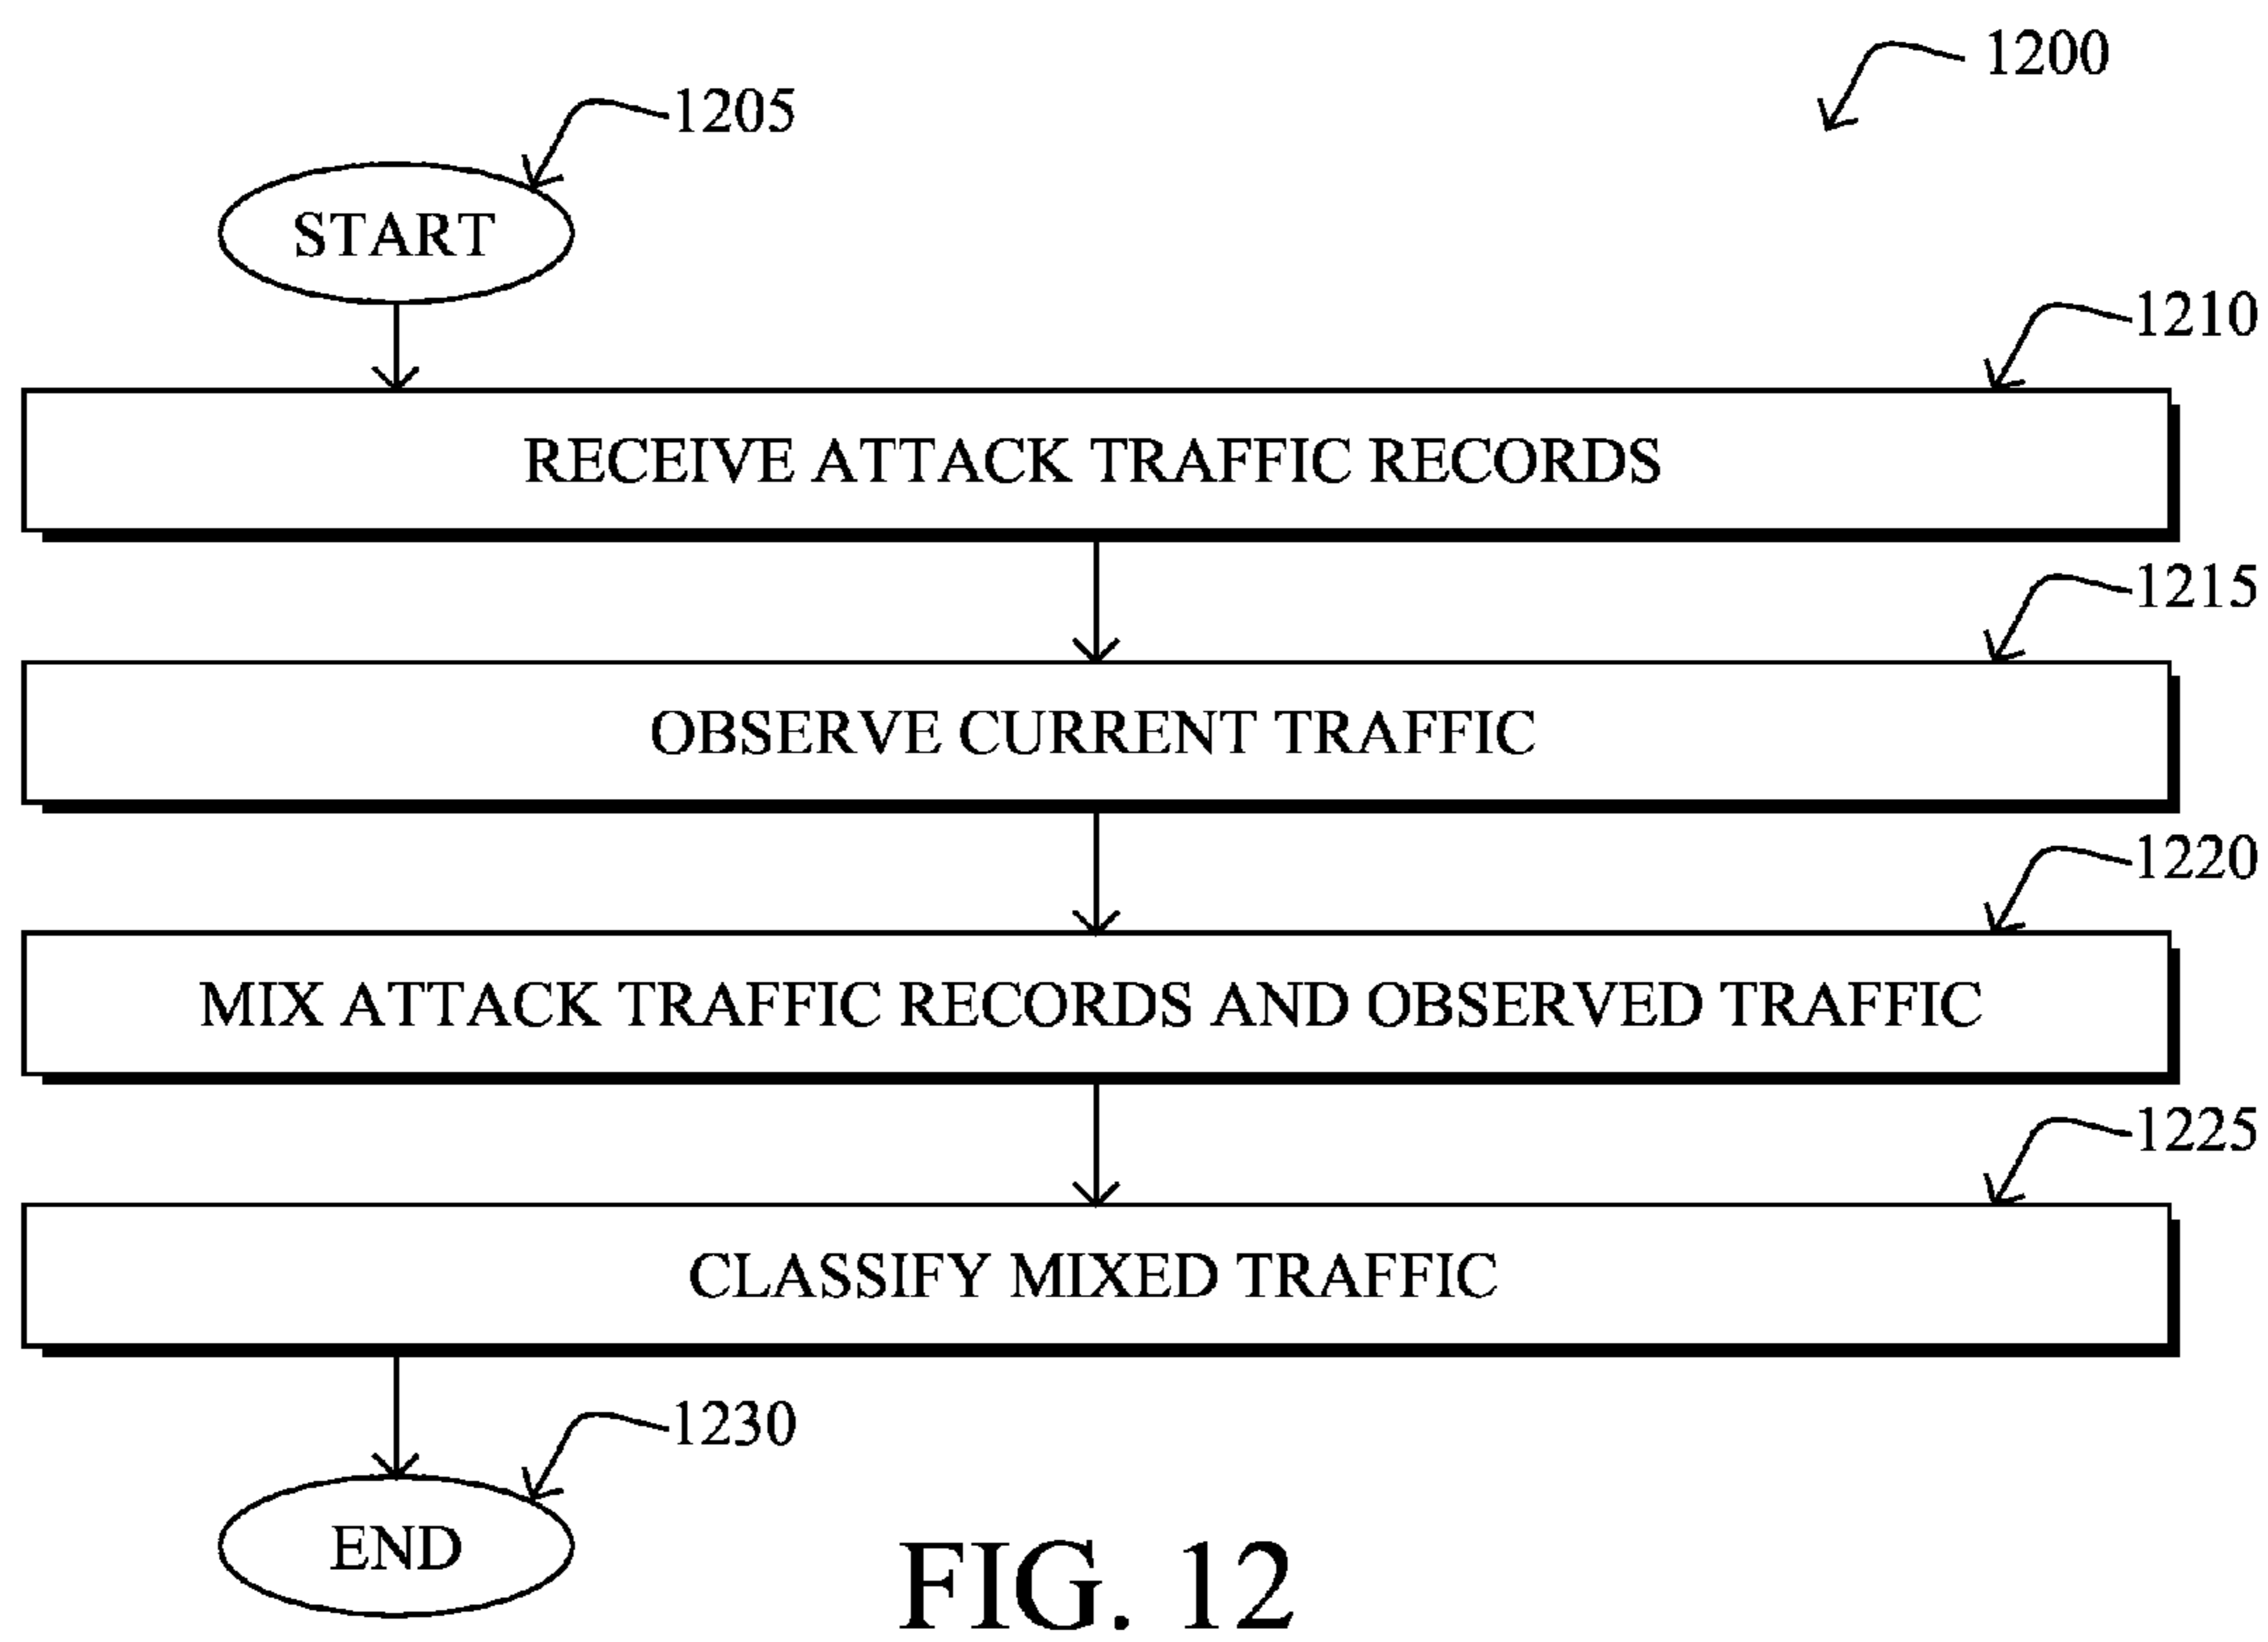 1200
1205
START
1210
RECEIVE ATTACK TRAFFIC RECORDS
1215
OBSERVE CURRENT TRAFFIC
1220
MIX ATTACK TRAFFIC RECORDS AND OBSERVED TRAFFIC
1225
CLASSIFY MIXED TRAFFIC
1230
END
FIG. 12